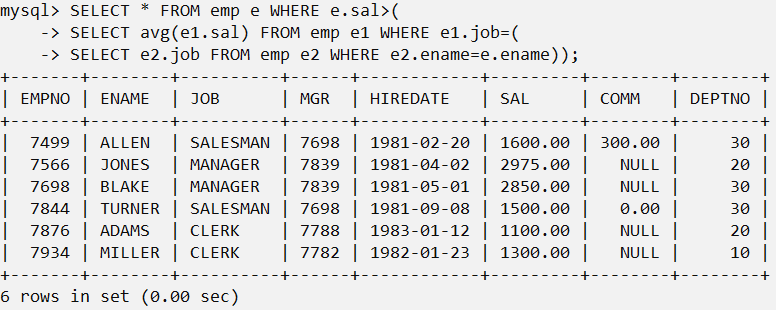 mysql> SELECT * FROM emp e WHERE e.sal>(
    -> SELECT avg(e1.sal) FROM emp e1 WHERE e1.job=(
    -> SELECT e2.job FROM emp e2 WHERE e2.ename=e.ename));
+-------+--------+----------+------+------------+---------+--------+--------+
| EMPNO | ENAME  | JOB      | MGR  | HIREDATE   | SAL     | COMM   | DEPTNO |
+-------+--------+----------+------+------------+---------+--------+--------+
|  7499 | ALLEN  | SALESMAN | 7698 | 1981-02-20 | 1600.00 | 300.00 |     30 |
|  7566 | JONES  | MANAGER  | 7839 | 1981-04-02 | 2975.00 |   NULL |     20 |
|  7698 | BLAKE  | MANAGER  | 7839 | 1981-05-01 | 2850.00 |   NULL |     30 |
|  7844 | TURNER | SALESMAN | 7698 | 1981-09-08 | 1500.00 |   0.00 |     30 |
|  7876 | ADAMS  | CLERK    | 7788 | 1983-01-12 | 1100.00 |   NULL |     20 |
|  7934 | MILLER | CLERK    | 7782 | 1982-01-23 | 1300.00 |   NULL |     10 |
+-------+--------+----------+------+------------+---------+--------+--------+
6 rows in set (0.00 sec)